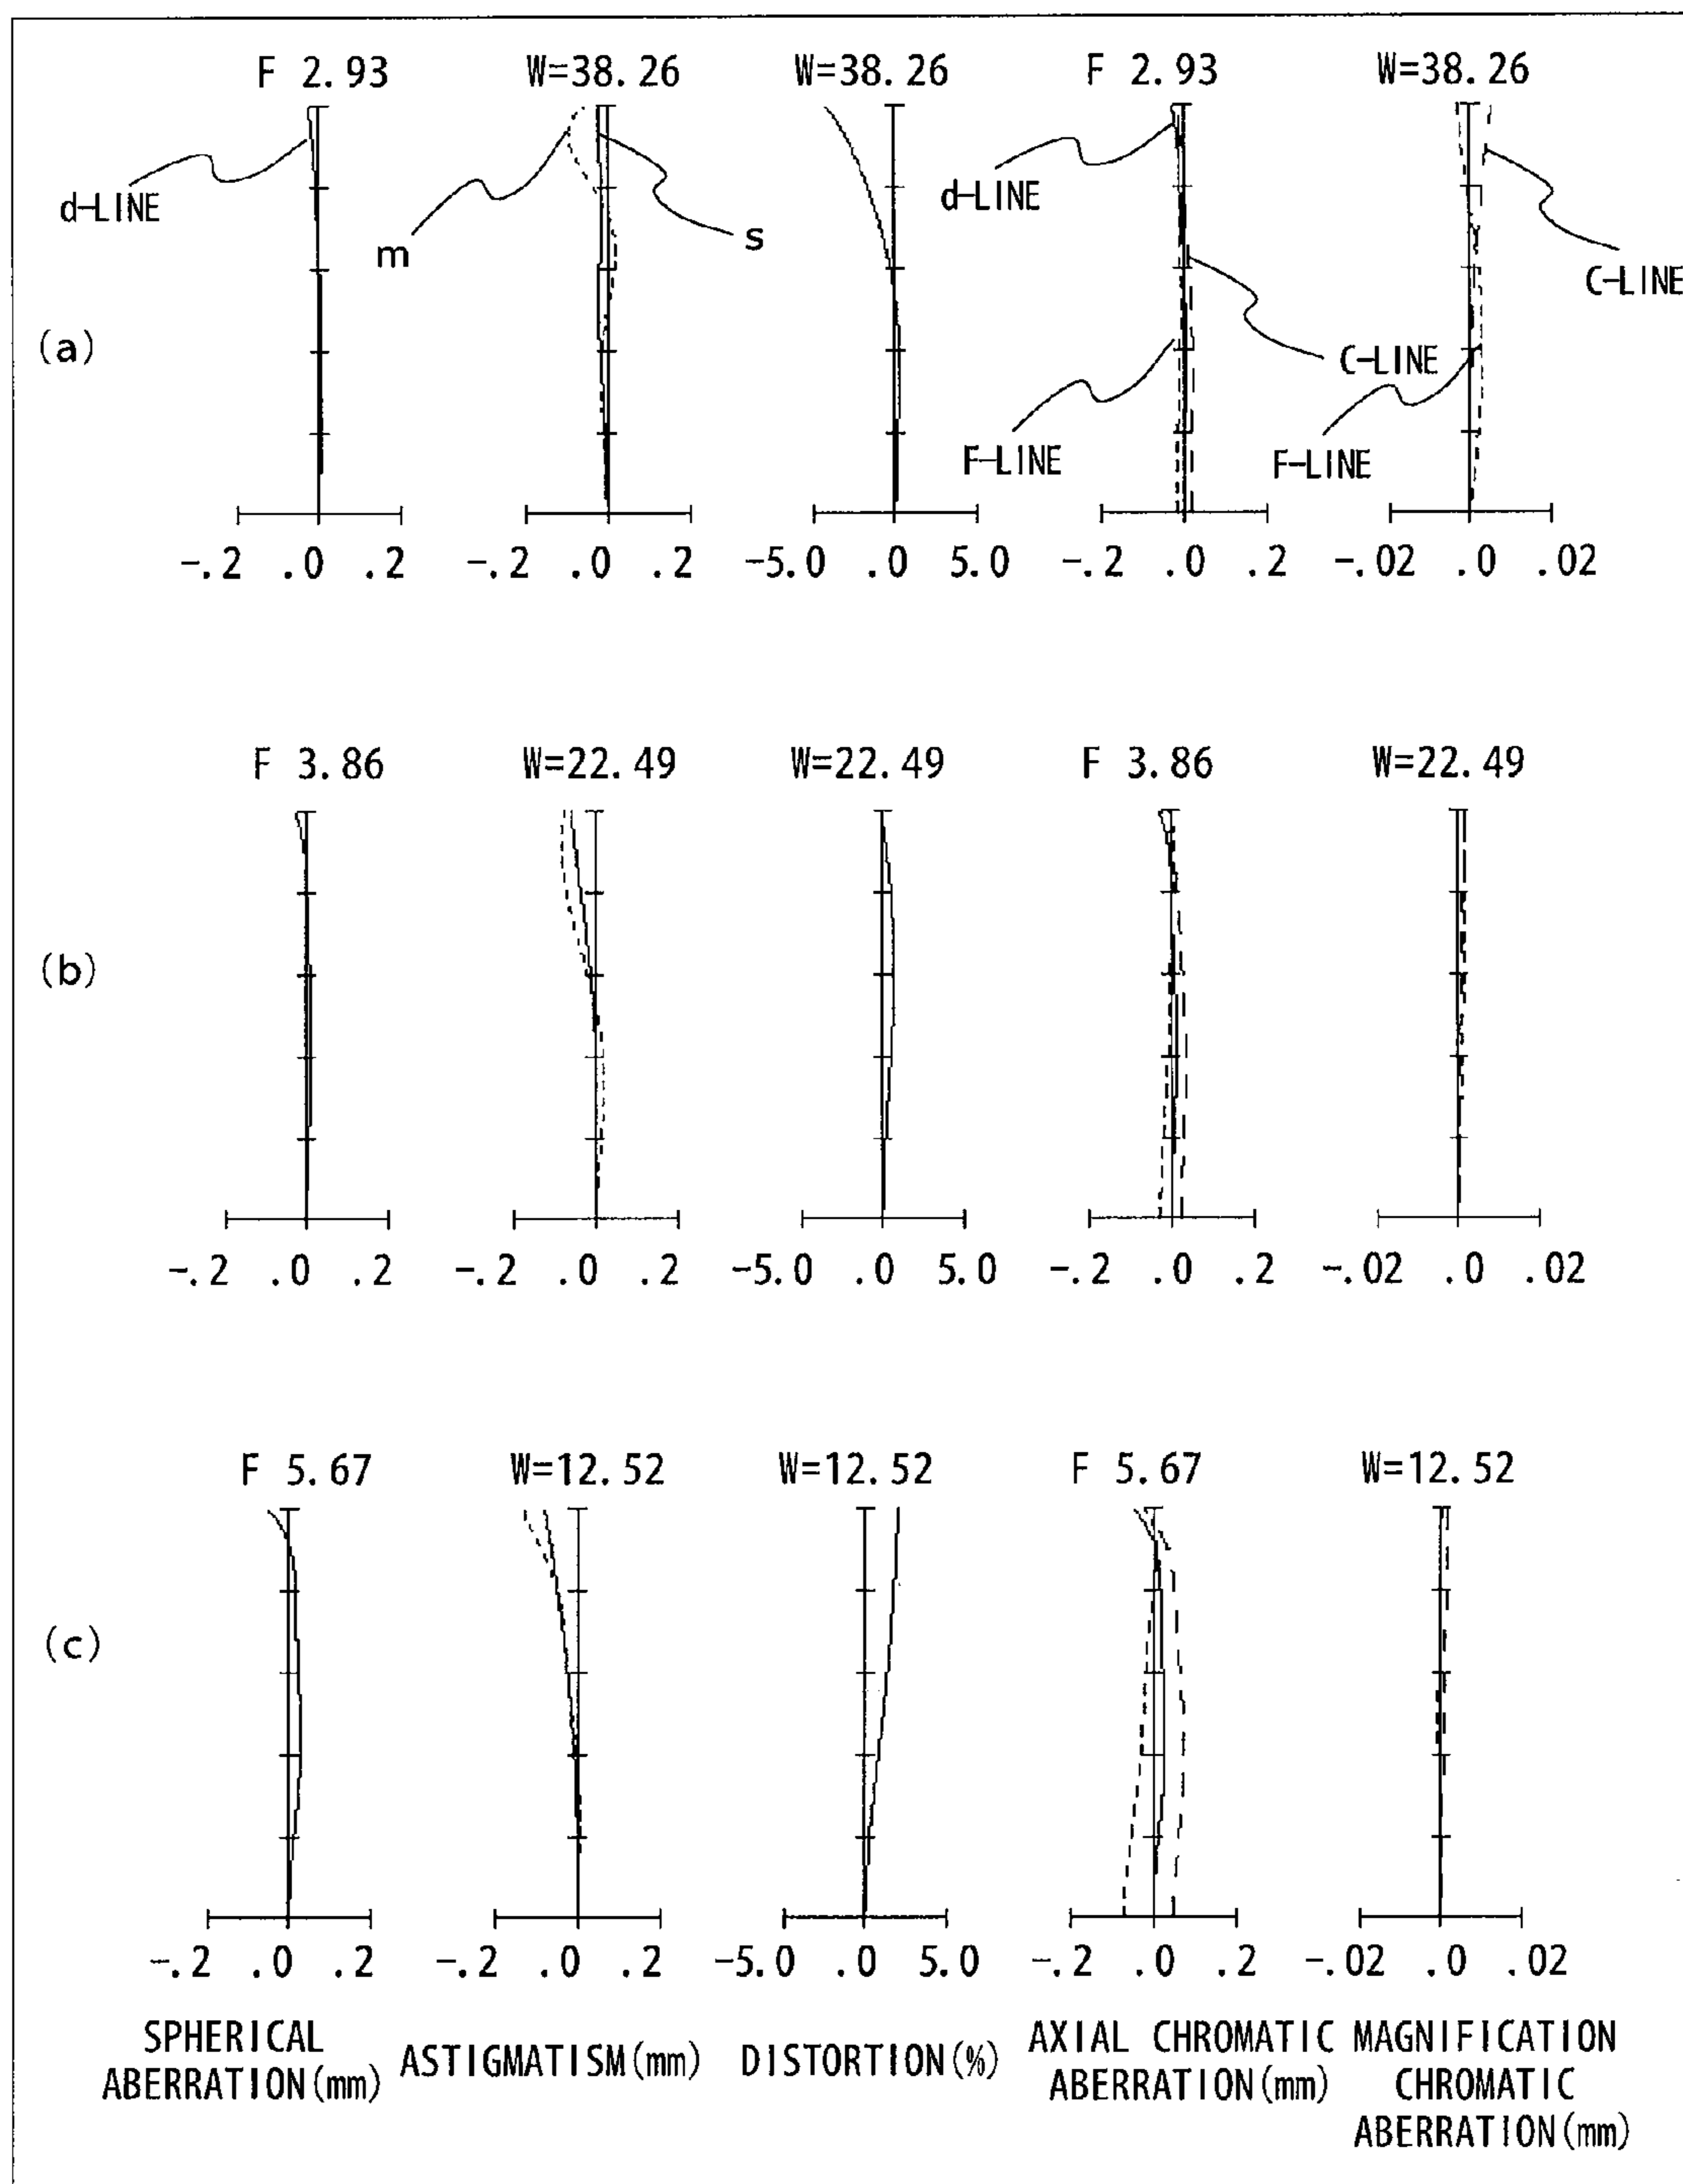 F 2.93 W=38.26 W=38.26 F 2.93 W=38.26
d-LINE
m
s
d-LINE
C-LINE
(a)
C-LINE
F-LINE
F-LINE
-.2 .0 .2 -.2 .0 .2 -5.0 .0 5.0 -.2 .0 .2 -.02 .0 .02
F 3.86 W=22.49 W=22.49 F 3.86 W=22.49
(b)
-.2 .0 .2 -.2 .0 .2 -5.0 .0 5.0 -.2 .0 .2 -.02 .0 .02
F 5.67 W=12.52 W=12.52 F 5.67 W=12.52
(c)
-.2 .0 .2 -.2 .0 .2 -5.0 .0 5.0 -.2 .0 .2 -.02 .0 .02
SPHERICAL
ABERRATION(mm)
ASTIGMATISM(mm)
DISTORTION(%)
AXIAL CHROMATIC
ABERRATION(mm)
MAGNIFICATION
CHROMATIC
ABERRATION(mm)